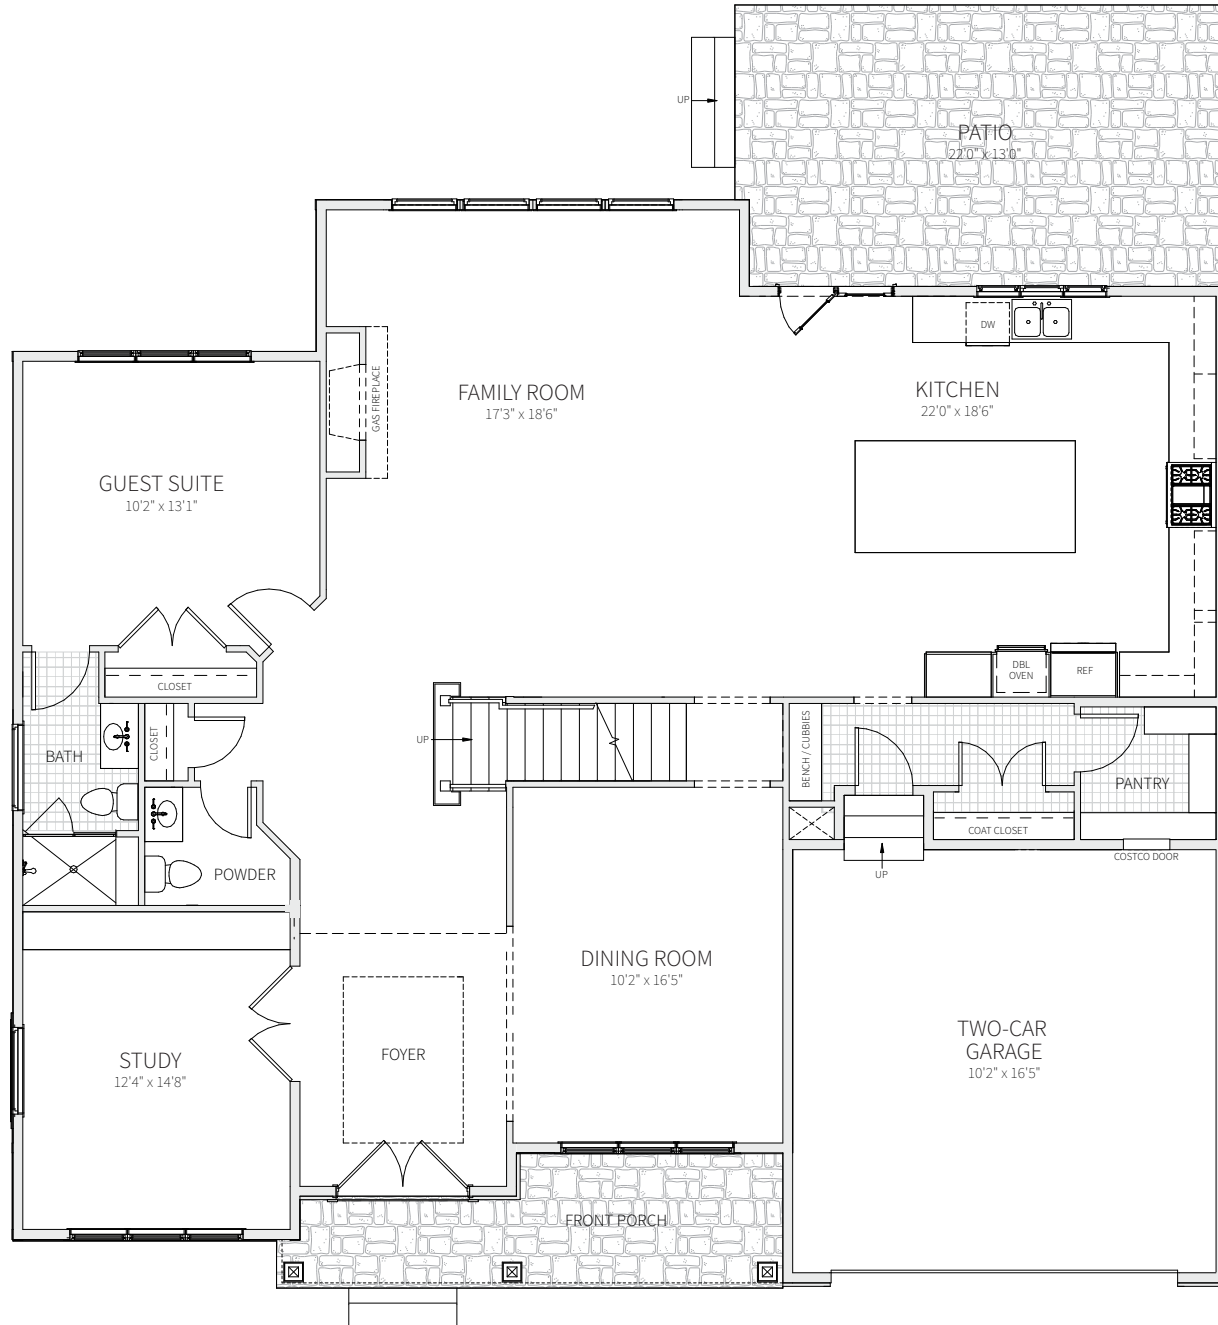 UP
PATIO
22'0" x 13'0"
DW
GAS FIREPLACE
FAMILY ROOM
17'3" x 18'6"
KITCHEN
22'0" x 18'6"
GUEST SUITE
10'2" x 13'1"
DBL
OVEN
REF
CLOSET
CLOSET
BATH
UP
BENCH / CUBBIES
PANTRY
COAT CLOSET
COSTCO DOOR
UP
POWDER
DINING ROOM
10'2" x 16'5"
FOYER
STUDY
12'4" x 14'8"
TWO-CAR
GARAGE
10'2" x 16'5"
FRONT PORCH